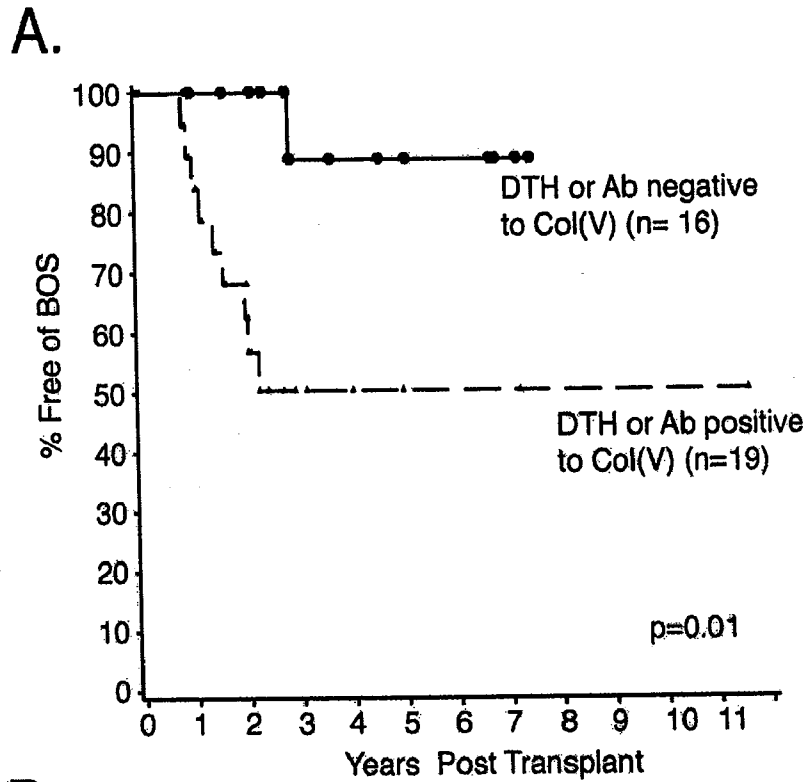 A.
100
90
80
70
60
50
40
30
20
10
0
% Free of BOS
DTH or Ab negative
to Col(V) (n= 16)
DTH or Ab positive
to Col(V) (n=19)
p=0.01
0 1 2 3 4 5 6 7 8 9 10 11
Years Post Transplant